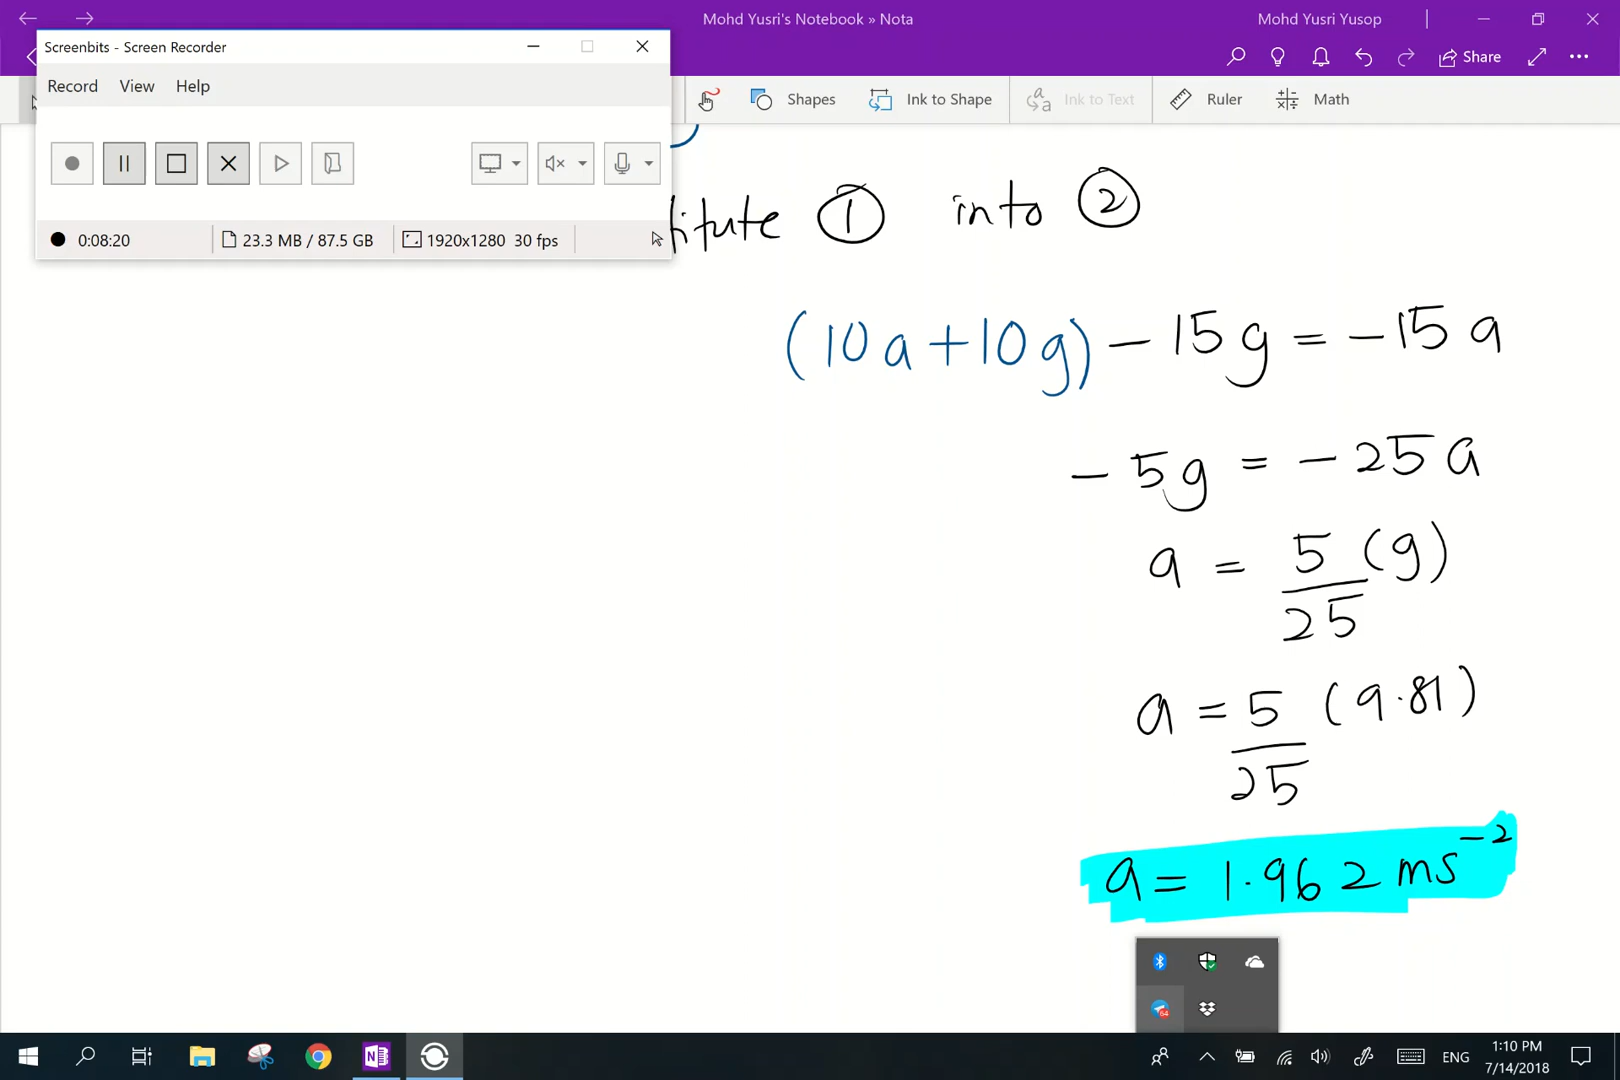 Mohd Yusri's Notebook » Nota
Mohd Yusri Yusop
Screenbits - Screen Recorder
Record View Help
Share
Shapes
Ink to Shape
Ink to Text
Ruler
Math
0:08:20
23.3 MB / 87.5 GB
1920x1280 30 fps
titute ① into ②
(10a+10g) - 15g = -15a
-5g = -25a
a = 5/25 (g)
a = 5/25 (9.81)
a = 1.962 ms⁻²
64
ENG
1:10 PM
7/14/2018